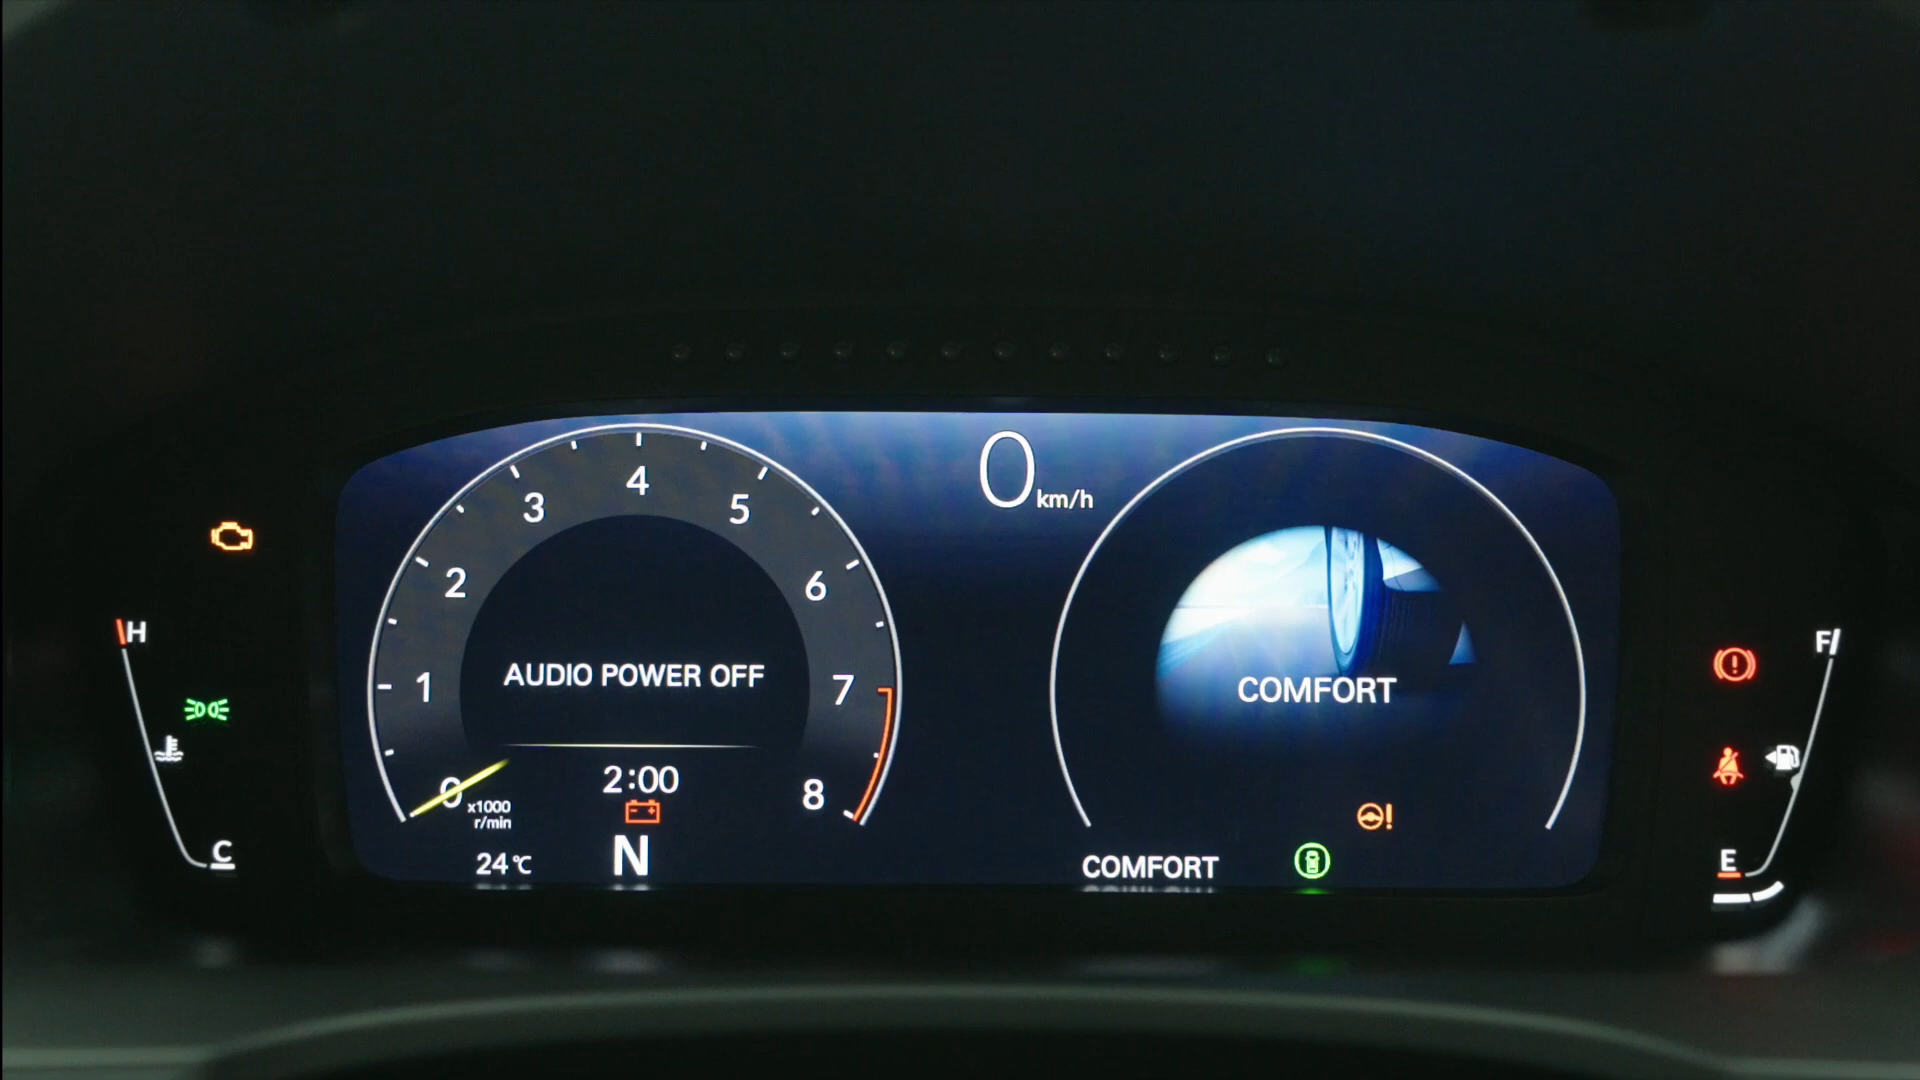 0 km/h
4
3
5
2
6
H
F
1
AUDIO POWER OFF
7
COMFORT
2:00
0
x1000
r/min
8
C
24°C
N
COMFORT
E